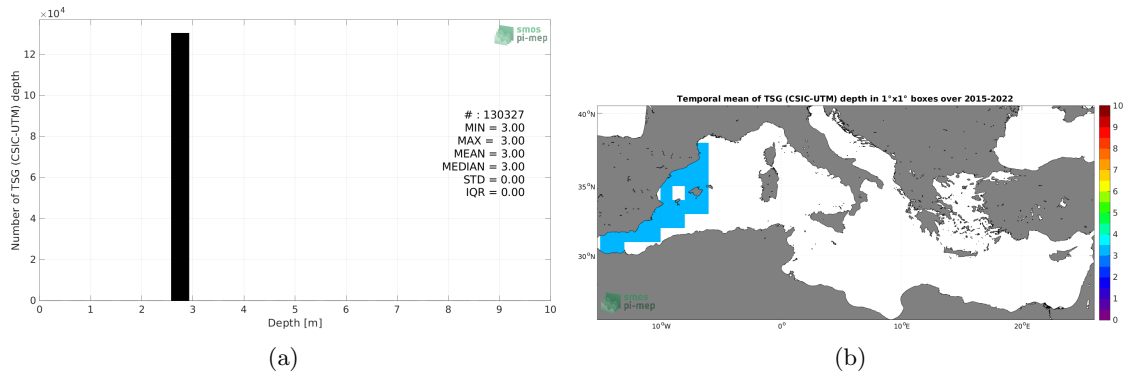 ×10⁴
12
10
8
6
4
2
0
Number of TSG (CSIC-UTM) depth
smos
pi-mep
# : 130327
MIN = 3.00
MAX = 3.00
MEAN = 3.00
MEDIAN = 3.00
STD = 0.00
IQR = 0.00
0 1 2 3 4 5 6 7 8 9 10
Depth [m]
(a)
Temporal mean of TSG (CSIC-UTM) depth in 1°x1° boxes over 2015-2022
40°N
35°N
30°N
smos
pi-mep
10°W 0° 10°E 20°E
10
9
8
7
6
5
4
3
2
1
0
(b)